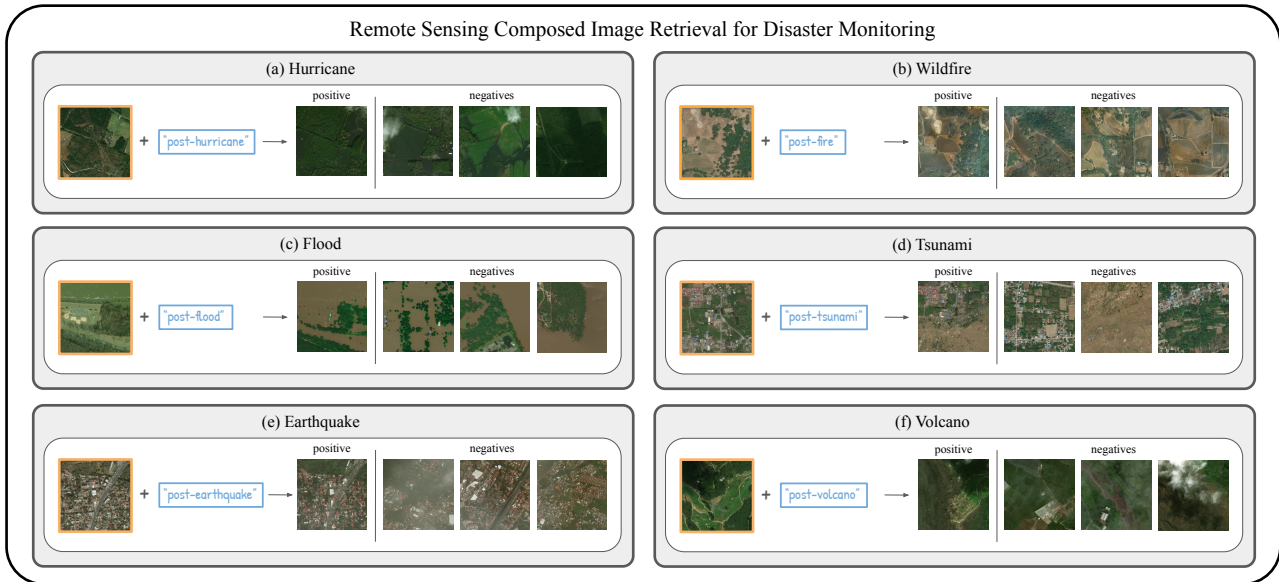 Remote Sensing Composed Image Retrieval for Disaster Monitoring
(a) Hurricane
positive negatives
+ "post-hurricane"
(b) Wildfire
positive negatives
+ "post-fire"
(c) Flood
positive negatives
+ "post-flood"
(d) Tsunami
positive negatives
+ "post-tsunami"
(e) Earthquake
positive negatives
+ "post-earthquake"
(f) Volcano
positive negatives
+ "post-volcano"